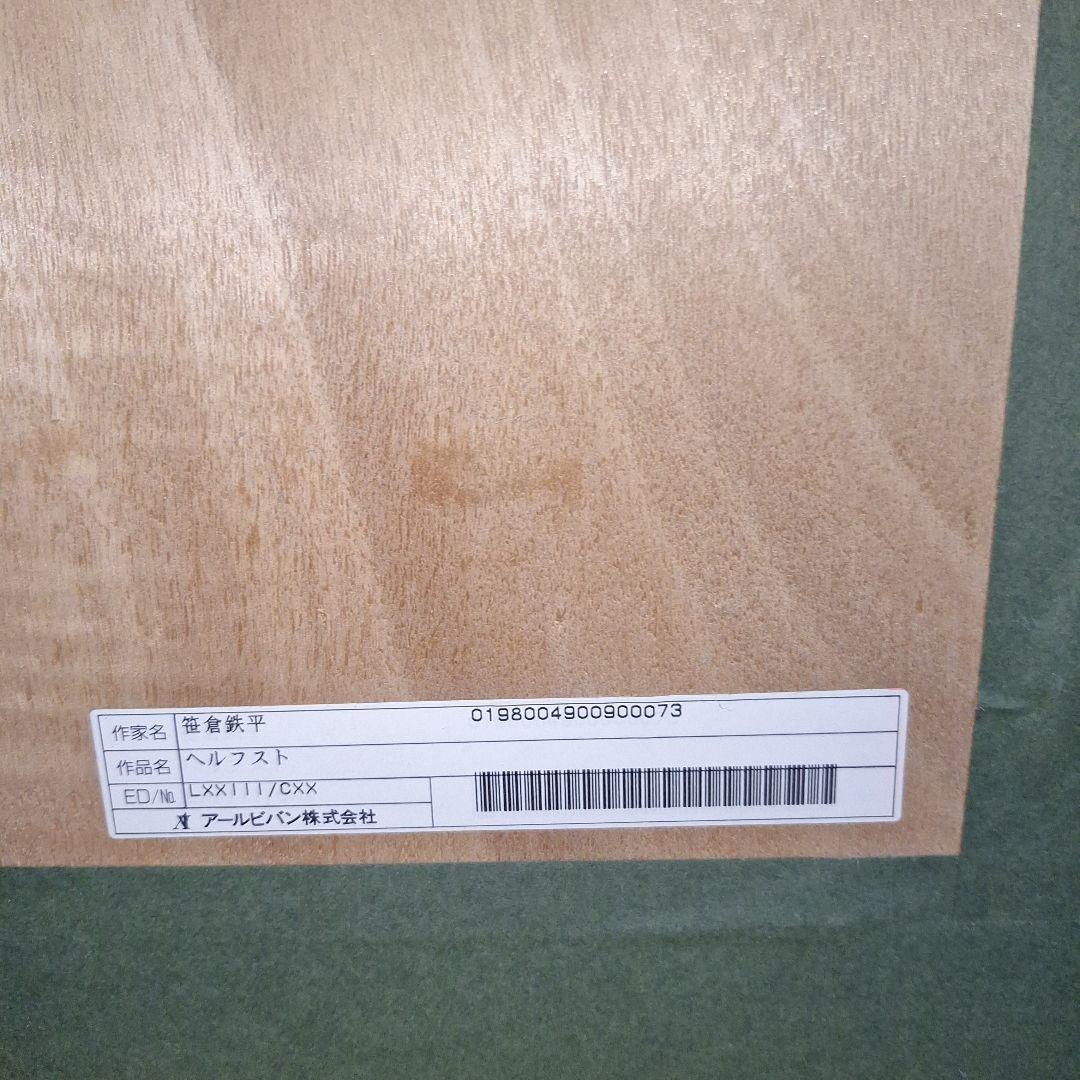 作家名 笹倉鉄平 0198004900900073
作品名 ヘルフスト
ED/№ LXXIII/CXX
アールビバン株式会社